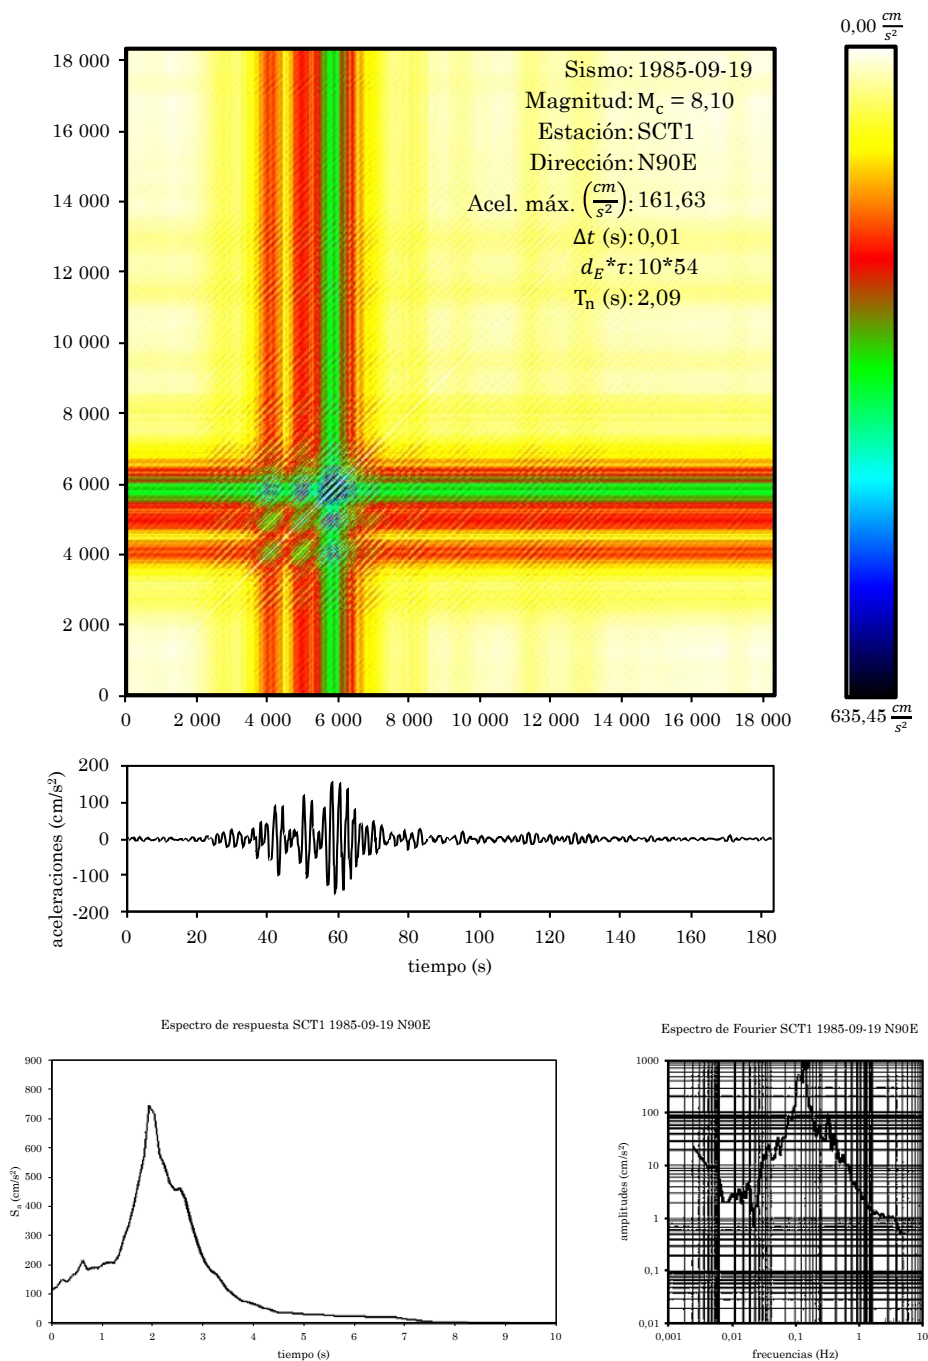 0,00 cm/s²
18 000
16 000
14 000
12 000
10 000
8 000
6 000
4 000
2 000
0
Sismo: 1985-09-19
Magnitud: M_c = 8,10
Estación: SCT1
Dirección: N90E
Acel. máx. (cm/s²): 161,63
Δt (s): 0,01
d_E*τ: 10*54
T_n (s): 2,09
0 2 000 4 000 6 000 8 000 10 000 12 000 14 000 16 000 18 000
635,45 cm/s²
aceleraciones (cm/s²)
200
100
0
-100
-200
0 20 40 60 80 100 120 140 160 180
tiempo (s)
Espectro de respuesta SCT1 1985-09-19 N90E
S_a (cm/s²)
900
800
700
600
500
400
300
200
100
0
0 1 2 3 4 5 6 7 8 9 10
tiempo (s)
Espectro de Fourier SCT1 1985-09-19 N90E
amplitudes (cm/s²)
1000
100
10
1
0,1
0,01
0,001 0,01 0,1 1 10
frecuencias (Hz)